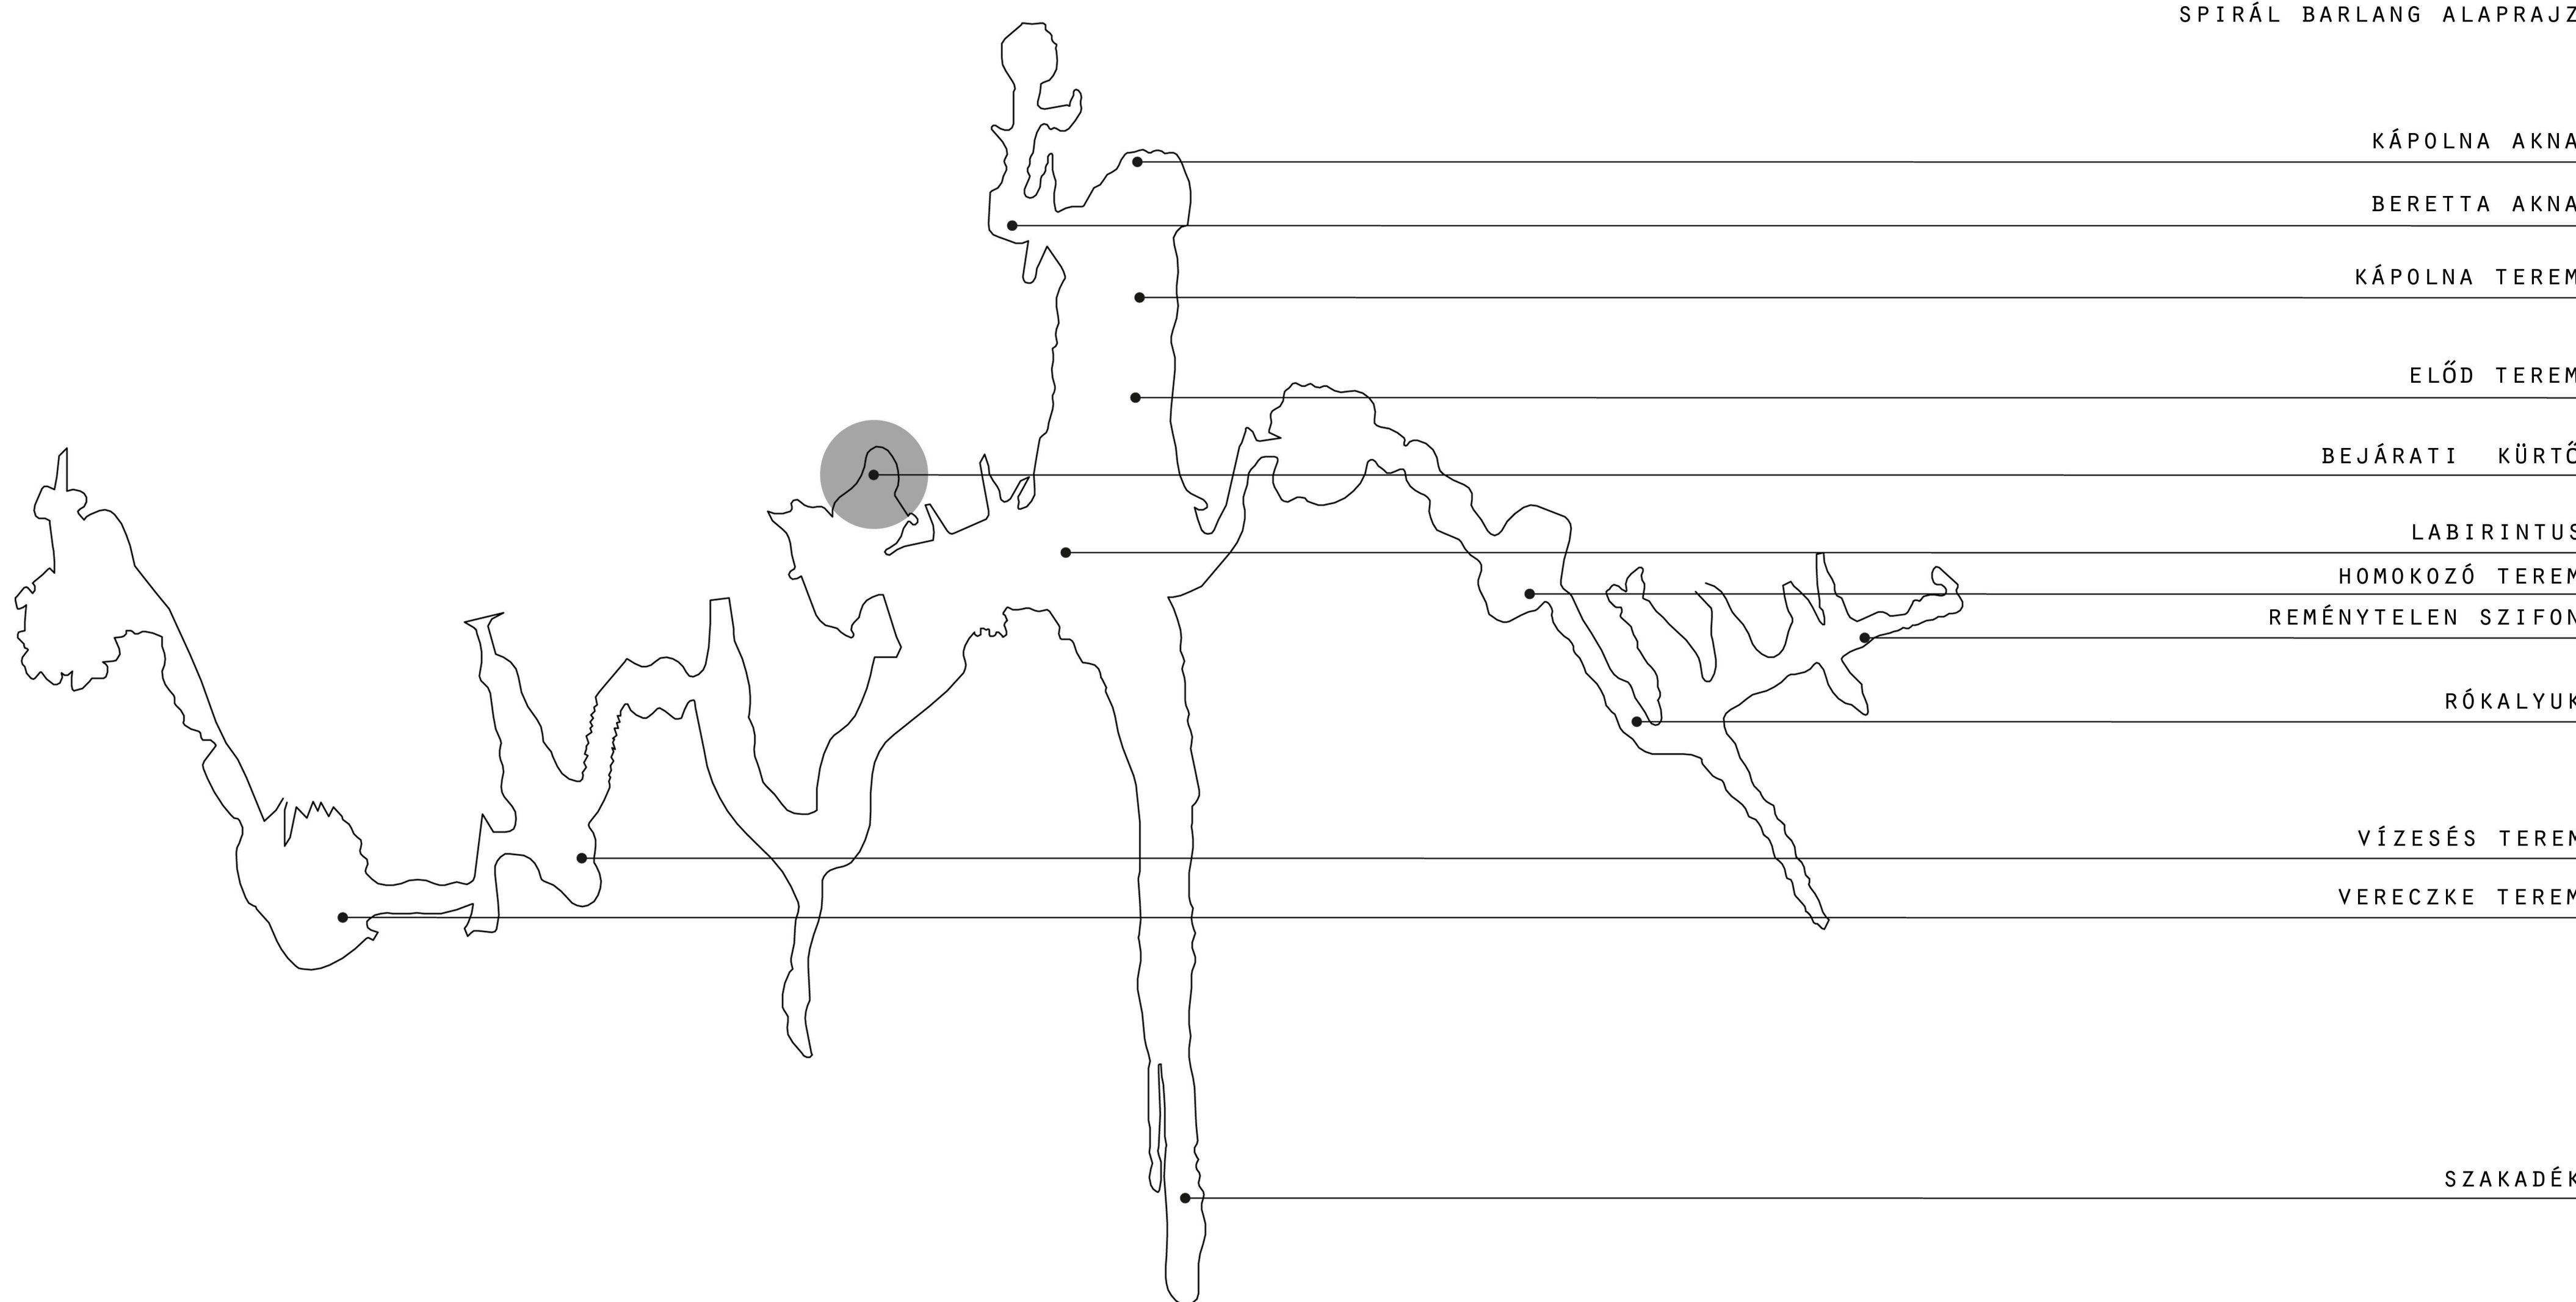 SPIRÁL BARLANG ALAPRAJZ
KÁPOLNA AKNA
BERETTA AKNA
KÁPOLNA TEREM
ELŐD TEREM
BEJÁRATI KÜRTŐ
LABIRINTUS
HOMOKOZÓ TEREM
REMÉNYTELEN SZIFON
RÓKALYUK
VÍZESÉS TEREM
VERECZKE TEREM
SZAKADÉK